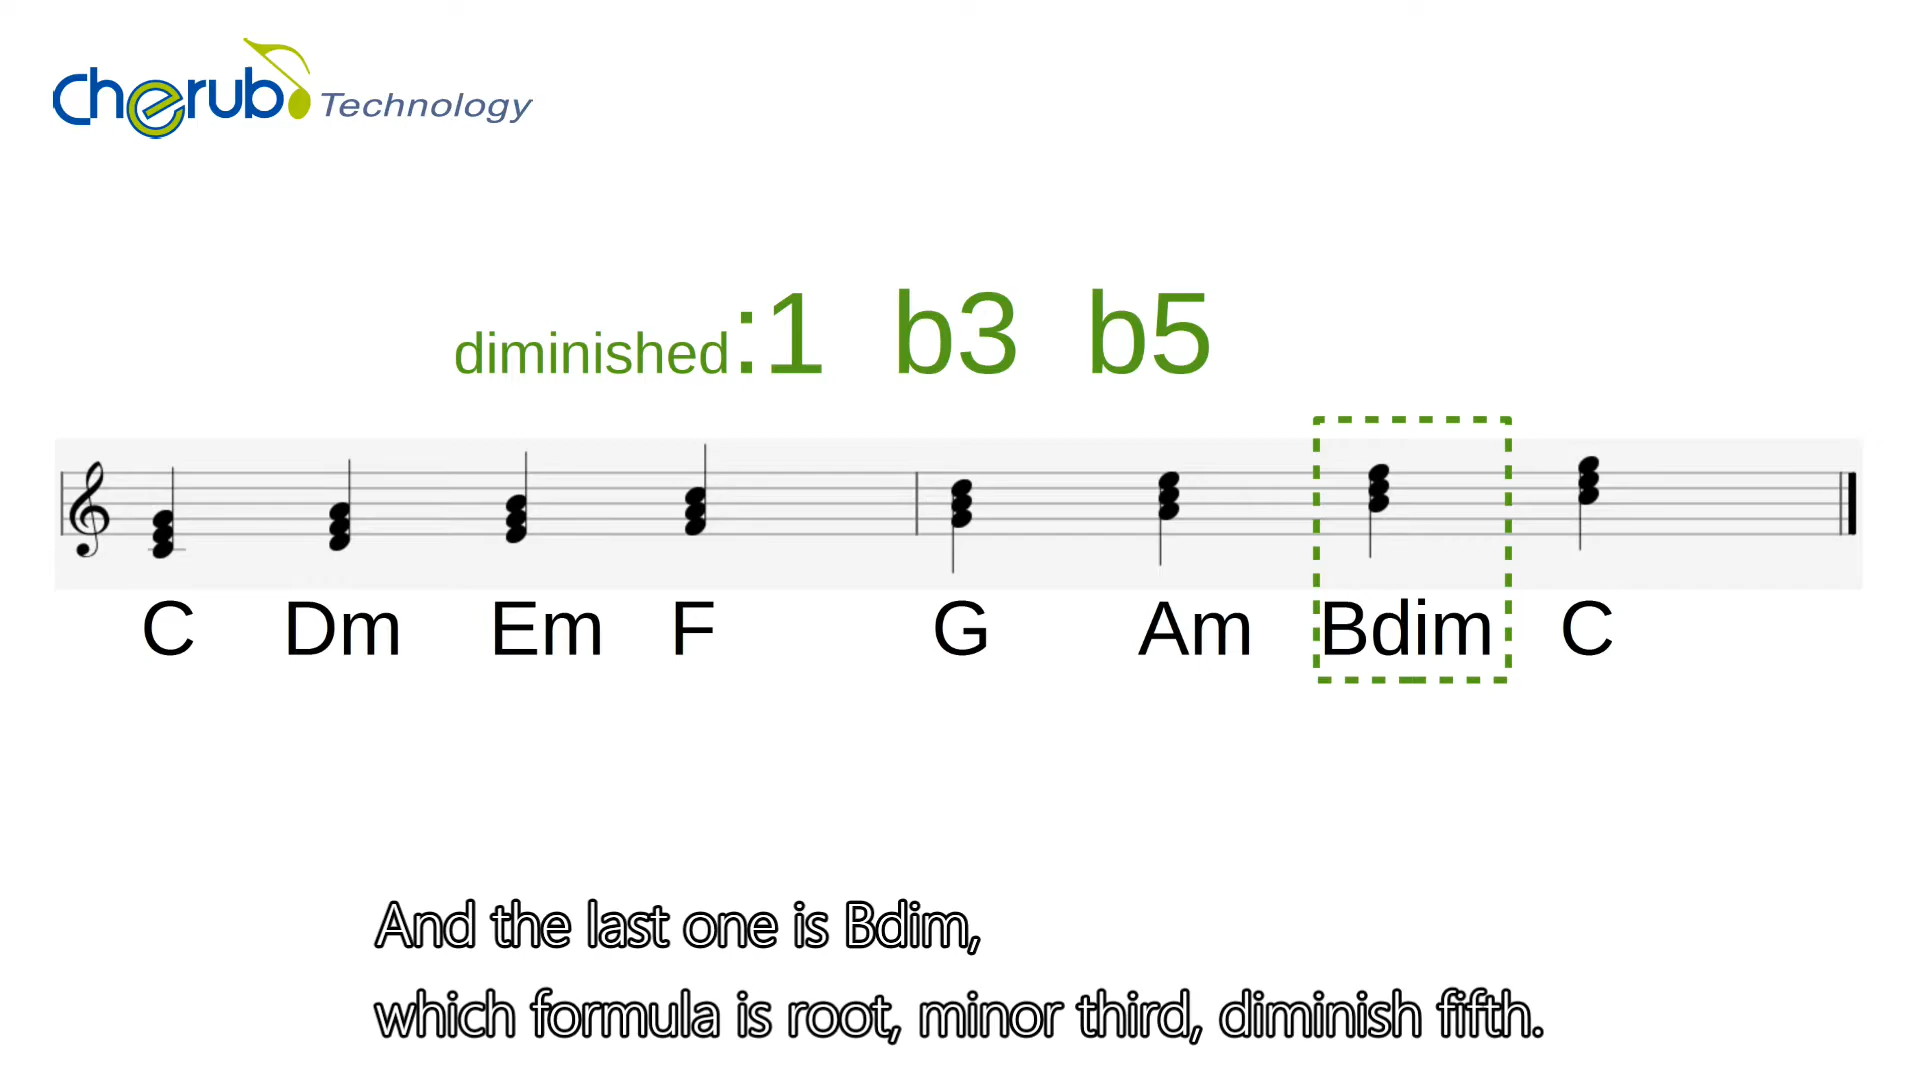 Cherub Technology
diminished:1 b3 b5
C Dm Em F G Am Bdim C
And the last one is Bdim,
which formula is root, minor third, diminish fifth.